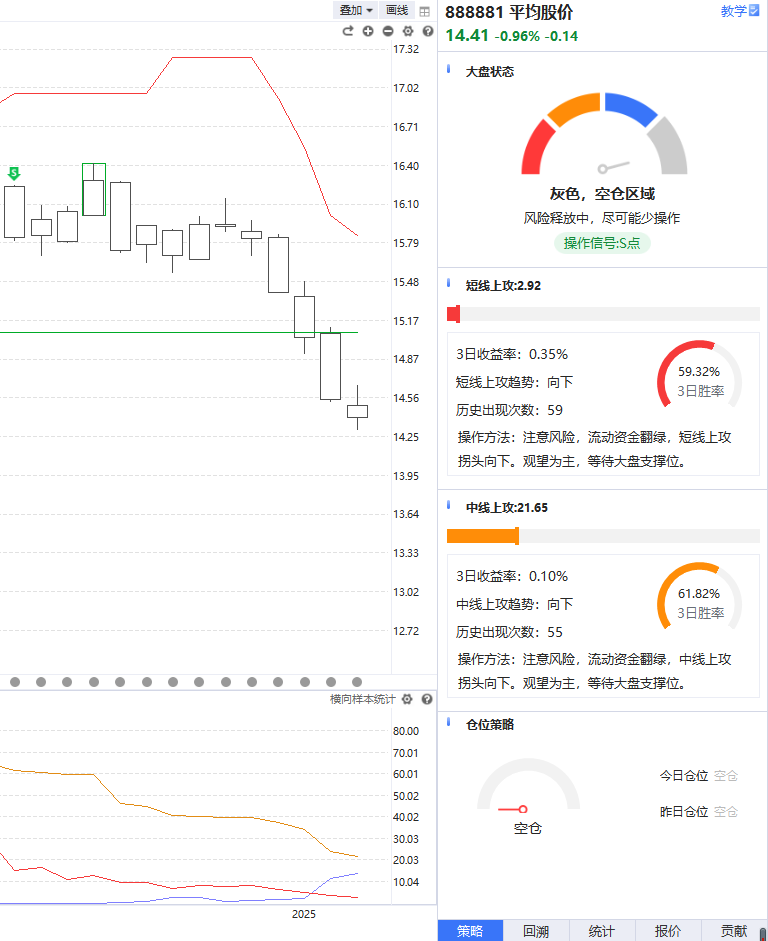 叠加 画线
17.32
17.02
16.71
16.40
S
16.10
15.79
15.48
15.17
14.87
14.56
14.25
13.95
13.64
13.33
13.02
12.72
横向样本统计
80.00
70.01
60.01
50.02
40.02
30.03
20.03
10.04
2025
888881 平均股价 教学
14.41 -0.96% -0.14
大盘状态
灰色，空仓区域
风险释放中，尽可能少操作
操作信号:S点
短线上攻:2.92
3日收益率：0.35%
短线上攻趋势：向下
历史出现次数：59
59.32%
3日胜率
操作方法：注意风险，流动资金翻绿，短线上攻
拐头向下。观望为主，等待大盘支撑位。
中线上攻:21.65
3日收益率：0.10%
中线上攻趋势：向下
历史出现次数：55
61.82%
3日胜率
操作方法：注意风险，流动资金翻绿，中线上攻
拐头向下。观望为主，等待大盘支撑位。
仓位策略
空仓
今日仓位 空仓
昨日仓位 空仓
策略 回溯 统计 报价 贡献